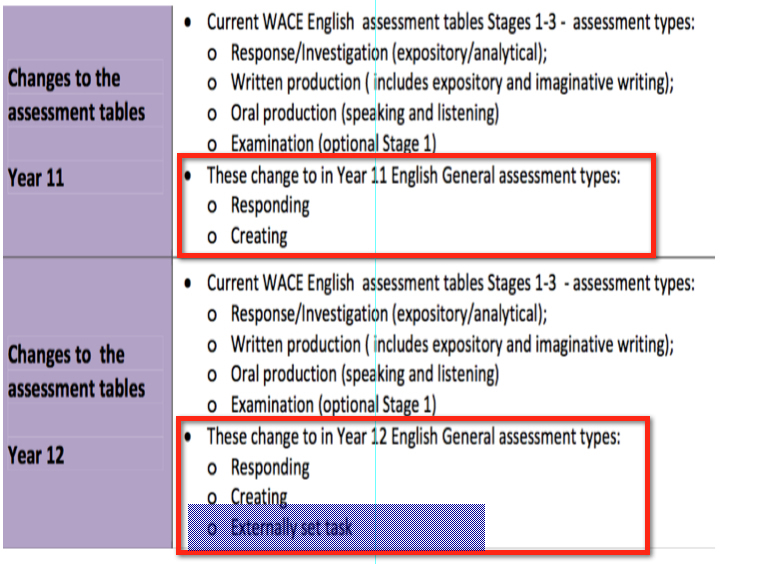 Changes to the
assessment tables
Year 11
• Current WACE English assessment tables Stages 1-3 - assessment types:
o Response/Investigation (expository/analytical);
o Written production ( includes expository and imaginative writing);
o Oral production (speaking and listening)
o Examination (optional Stage 1)
• These change to in Year 11 English General assessment types:
o Responding
o Creating
Changes to the
assessment tables
Year 12
• Current WACE English assessment tables Stages 1-3 - assessment types:
o Response/Investigation (expository/analytical);
o Written production ( includes expository and imaginative writing);
o Oral production (speaking and listening)
o Examination (optional Stage 1)
• These change to in Year 12 English General assessment types:
o Responding
o Creating
o Externally set task